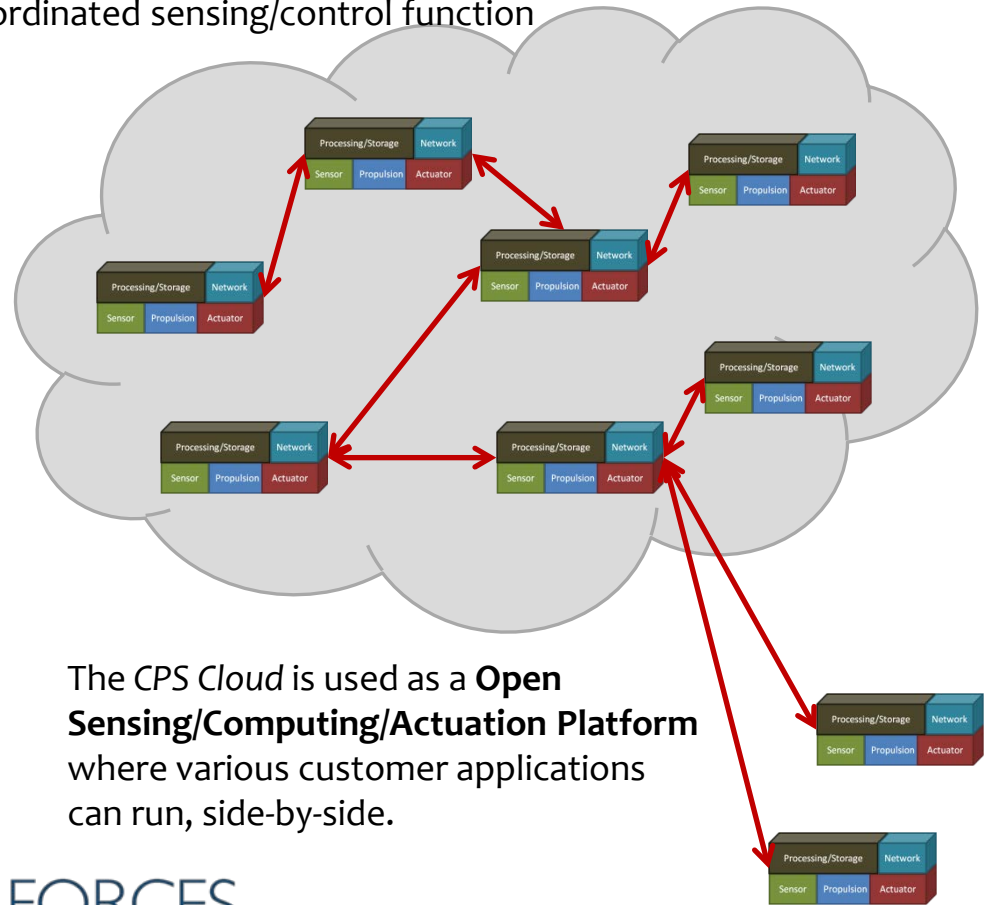 ordinated sensing/control function
Processing/Storage Network
Sensor Propulsion Actuator
Processing/Storage Network
Sensor Propulsion Actuator
Processing/Storage Network
Sensor Propulsion Actuator
Processing/Storage Network
Sensor Propulsion Actuator
Processing/Storage Network
Sensor Propulsion Actuator
Processing/Storage Network
Sensor Propulsion Actuator
Processing/Storage Network
Sensor Propulsion Actuator
The CPS Cloud is used as a Open
Sensing/Computing/Actuation Platform
where various customer applications
can run, side-by-side.
Processing/Storage Network
Sensor Propulsion Actuator
Processing/Storage Network
Sensor Propulsion Actuator
FORCES